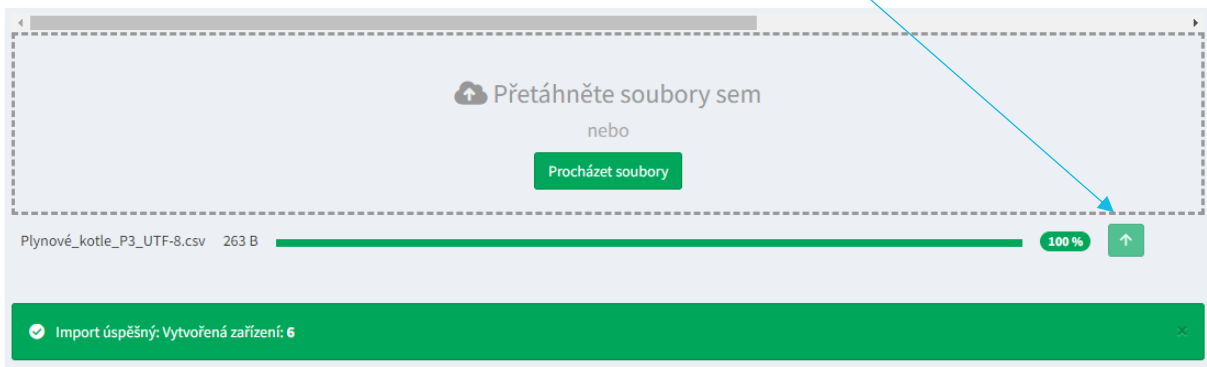 Přetáhněte soubory sem
nebo
Procházet soubory
Plynové_kotle_P3_UTF-8.csv 263 B 100 %
Import úspěšný: Vytvořená zařízení: 6